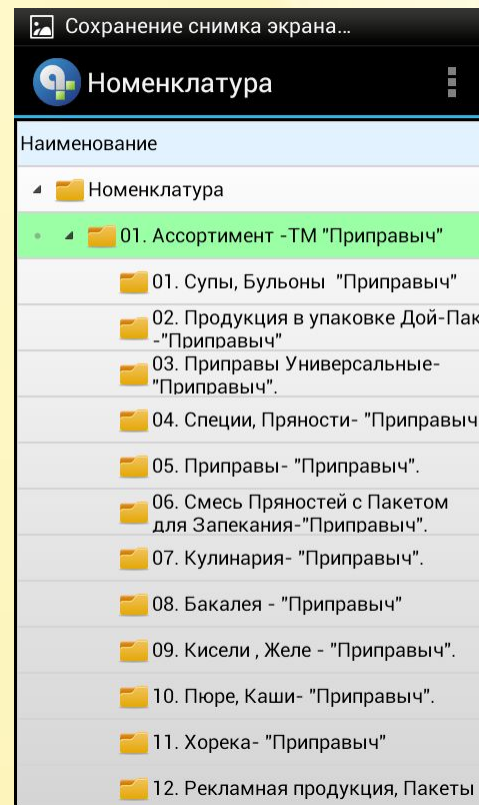 Сохранение снимка экрана...
Номенклатура
Наименование
Номенклатура
01. Ассортимент -ТМ "Приправыч"
01. Супы, Бульоны "Приправыч"
02. Продукция в упаковке Дой-Пак
-"Приправыч"
03. Приправы Универсальные-
"Приправыч".
04. Специи, Пряности- "Приправыч
05. Приправы- "Приправыч".
06. Смесь Пряностей с Пакетом
для Запекания-"Приправыч".
07. Кулинария- "Приправыч".
08. Бакалея - "Приправыч"
09. Кисели , Желе - "Приправыч".
10. Пюре, Каши- "Приправыч".
11. Хорека- "Приправыч"
12. Рекламная продукция, Пакеты